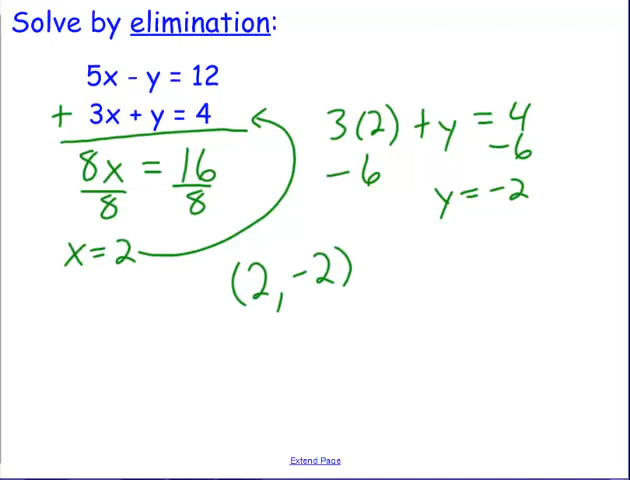 Solve by elimination:
5x - y = 12
+ 3x + y = 4
8x = 16
8 8
x = 2
3(2) + y = 4
- 6 - 6
y = -2
(2, -2)
Extend Page